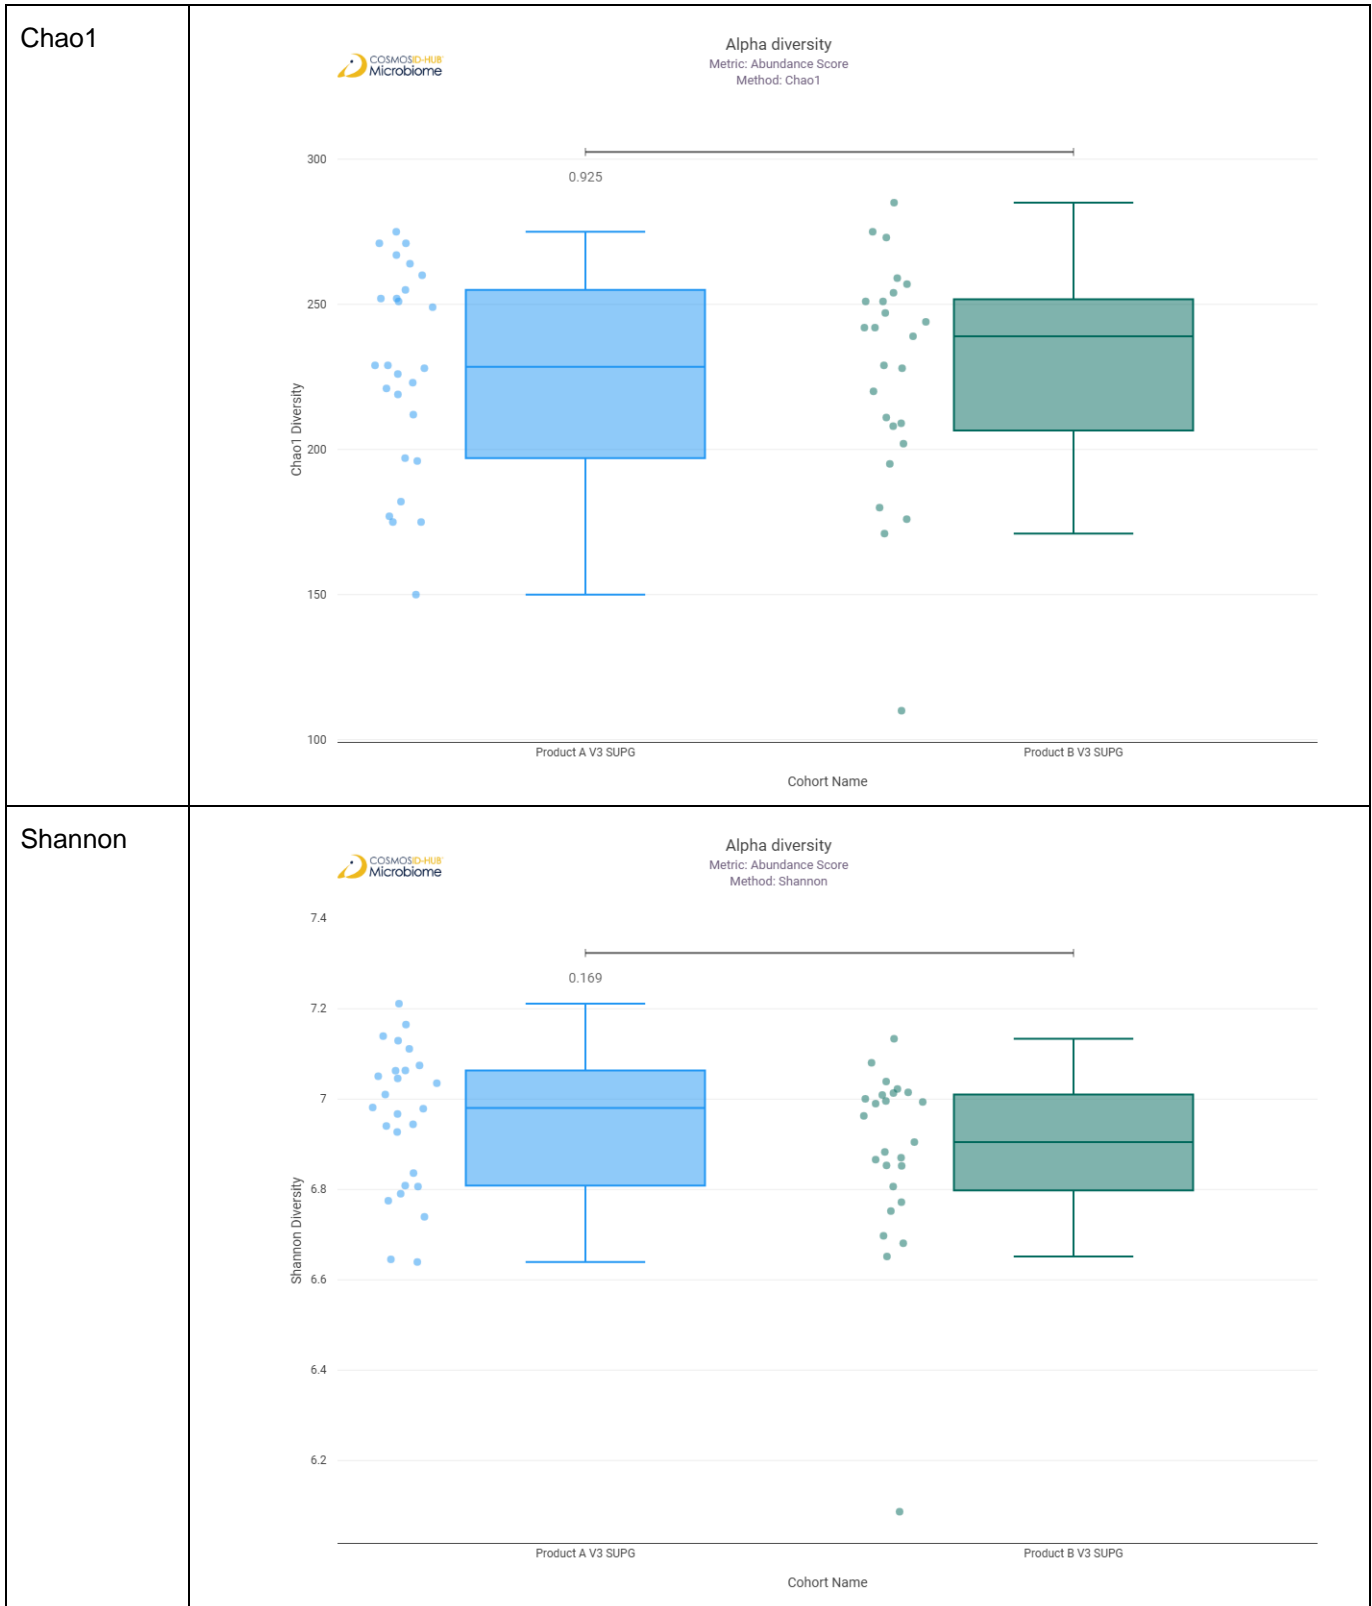 Chao1
COSMOSID-HUB
Microbiome
Alpha diversity
Metric: Abundance Score
Method: Chao1
300
0.925
250
200
150
100
Chao1 Diversity
Product A V3 SUPG
Product B V3 SUPG
Cohort Name
Shannon
COSMOSID-HUB
Microbiome
Alpha diversity
Metric: Abundance Score
Method: Shannon
7.4
0.169
7.2
7
6.8
6.6
6.4
6.2
Shannon Diversity
Product A V3 SUPG
Product B V3 SUPG
Cohort Name